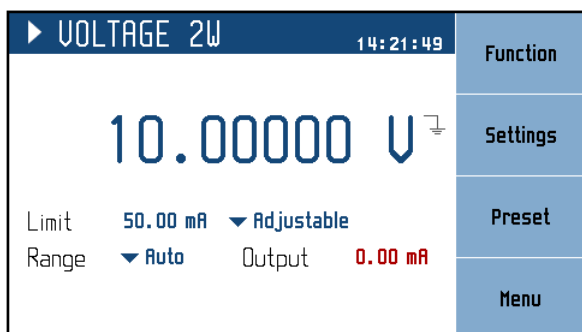 VOLTAGE 2W 14:21:49
Function
10.00000 V
Settings
Limit 50.00 mA Adjustable
Preset
Range Auto Output 0.00 mA
Menu